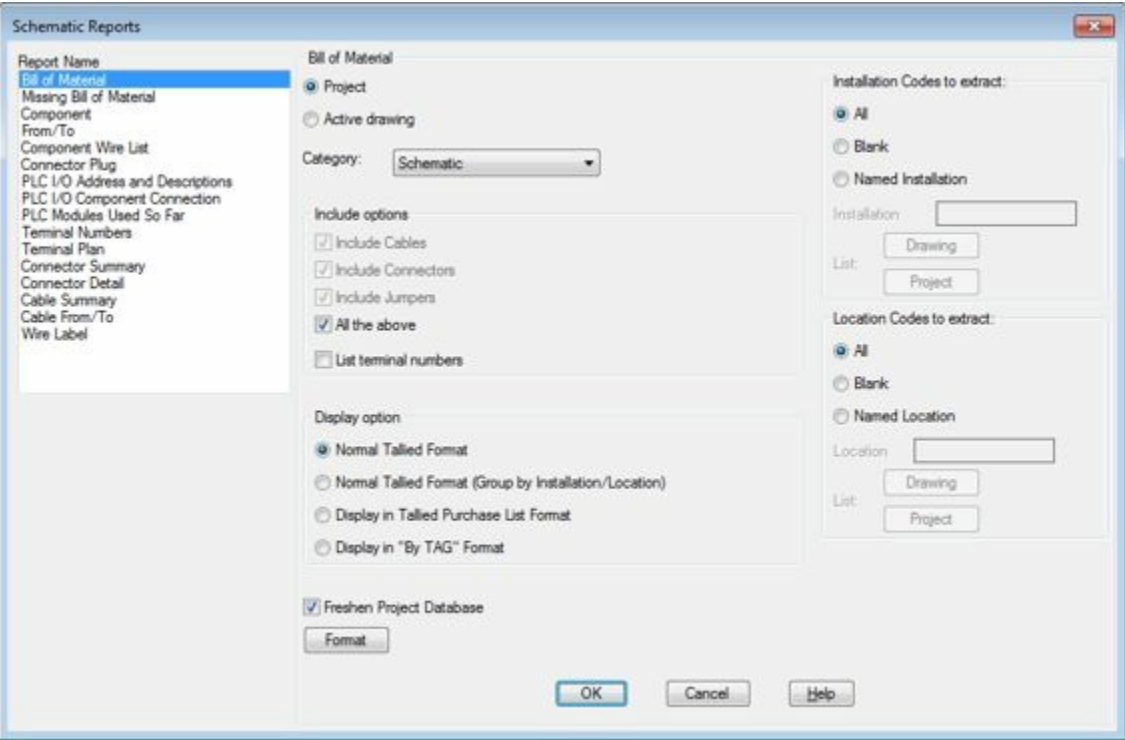 Schematic Reports
Report Name
Bill of Material
Missing Bill of Material
Component
From/To
Component Wire List
Connector Plug
PLC I/O Address and Descriptions
PLC I/O Component Connection
PLC Modules Used So Far
Terminal Numbers
Terminal Plan
Connector Summary
Connector Detail
Cable Summary
Cable From/To
Wire Label
Bill of Material
Project
Active drawing
Category: Schematic
Include options
Include Cables
Include Connectors
Include Jumpers
All the above
List terminal numbers
Display option
Normal Tallied Format
Normal Tallied Format (Group by Installation/Location)
Display in Tallied Purchase List Format
Display in "By TAG" Format
Freshen Project Database
Format
Installation Codes to extract:
All
Blank
Named Installation
Installation
Drawing
List:
Project
Location Codes to extract:
All
Blank
Named Location
Location
Drawing
List:
Project
OK Cancel Help